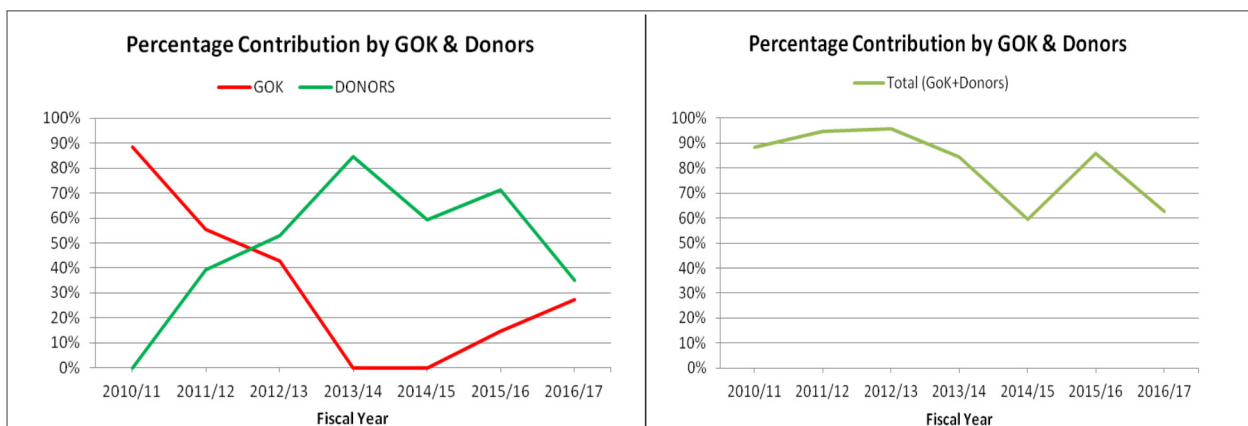 Percentage Contribution by GOK & Donors
GOK DONORS
100%
90%
80%
70%
60%
50%
40%
30%
20%
10%
0%
2010/11 2011/12 2012/13 2013/14 2014/15 2015/16 2016/17
Fiscal Year
Percentage Contribution by GOK & Donors
Total (GoK+Donors)
100%
90%
80%
70%
60%
50%
40%
30%
20%
10%
0%
2010/11 2011/12 2012/13 2013/14 2014/15 2015/16 2016/17
Fiscal Year